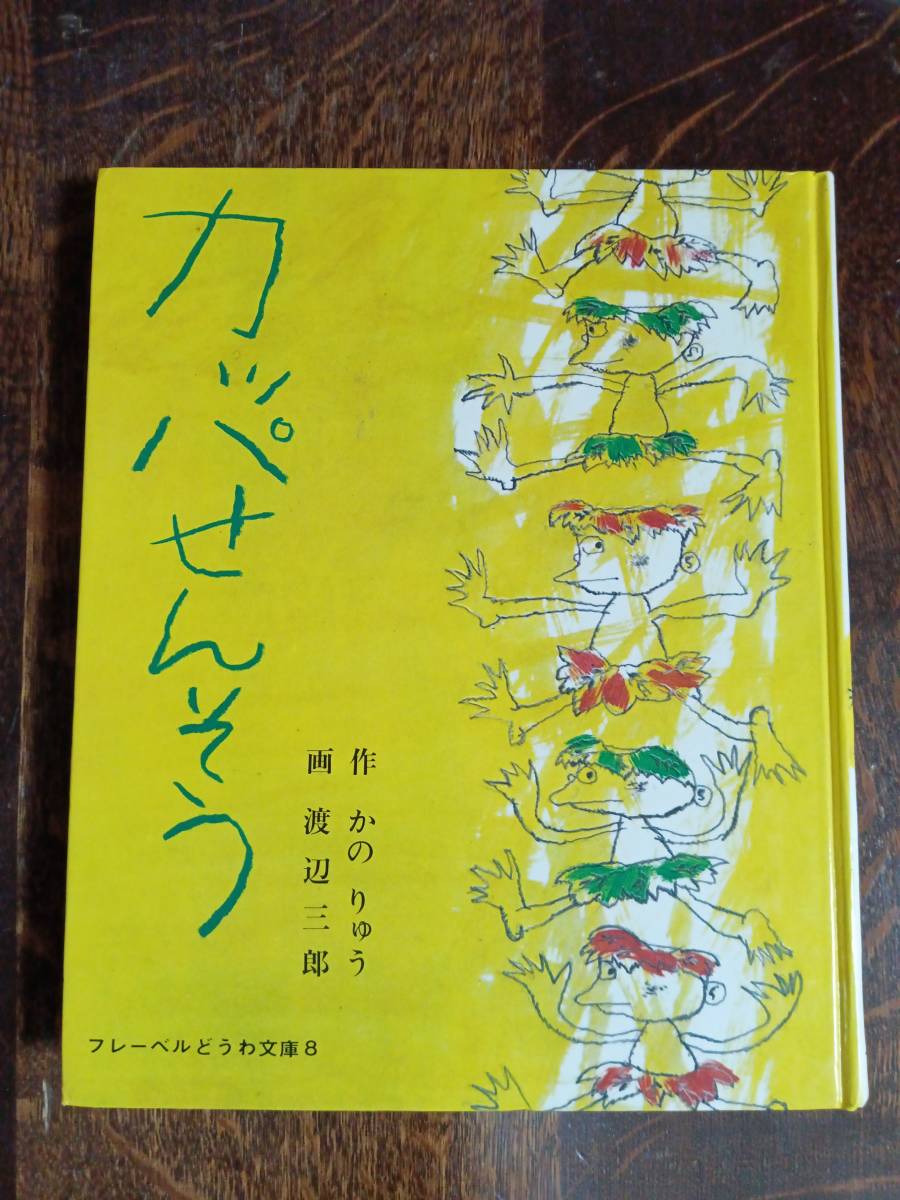 カッパせんそう
作 かの りゅう
画 渡辺三郎
フレーベルどうわ文庫8